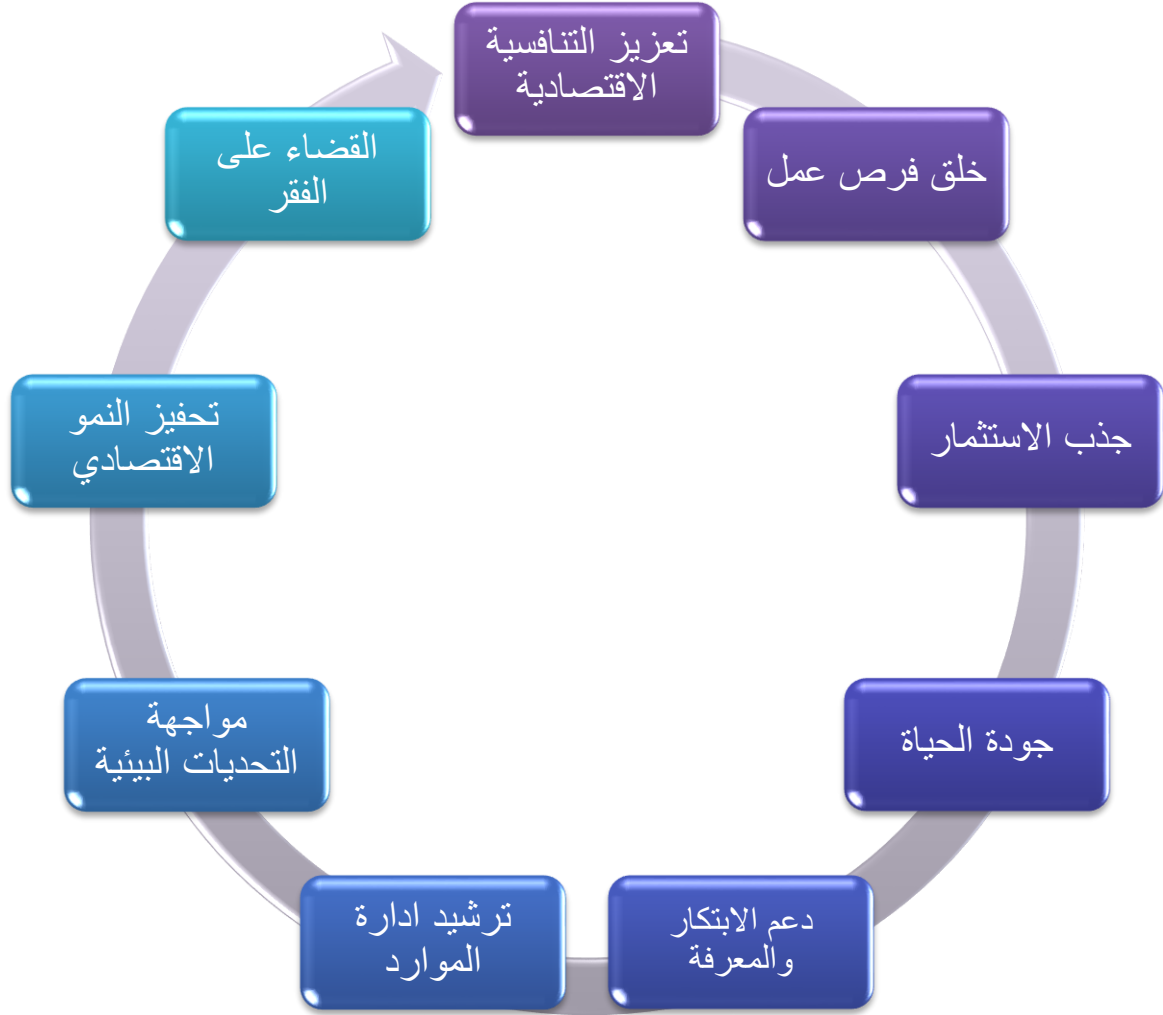 تعزيز التنافسية
الاقتصادية
خلق فرص عمل
جذب الاستثمار
جودة الحياة
دعم الابتكار
والمعرفة
ترشيد ادارة
الموارد
مواجهة
التحديات البيئية
تحفيز النمو
الاقتصادي
القضاء على
الفقر